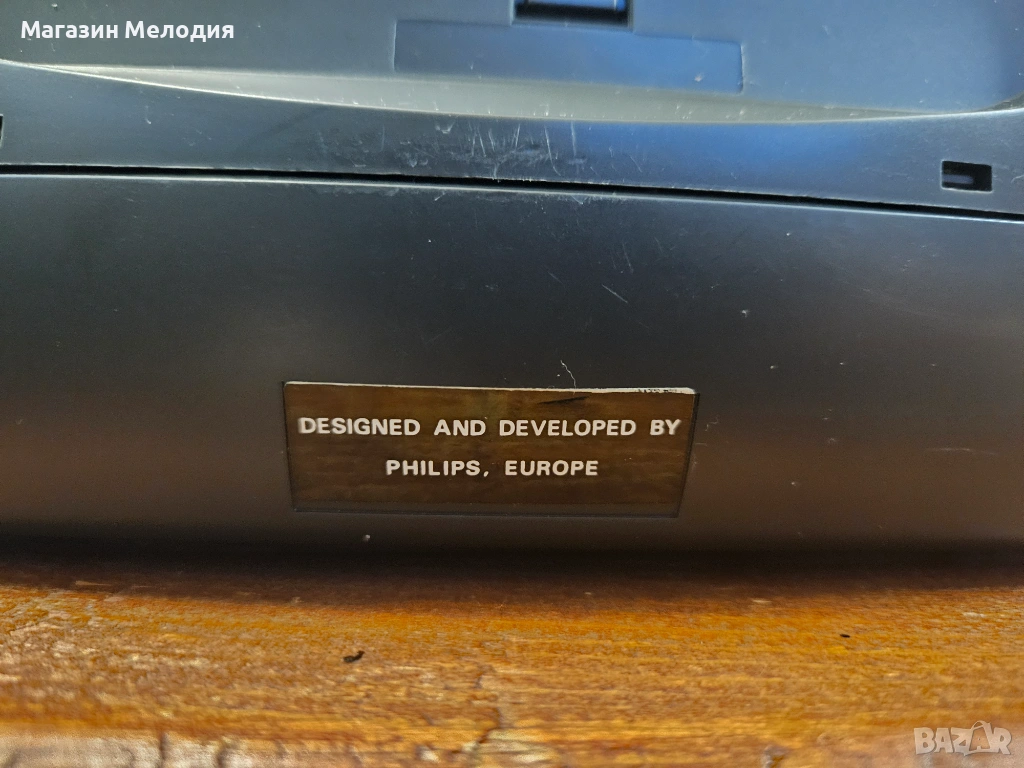 Магазин Мелодия
DESIGNED AND DEVELOPED BY
PHILIPS, EUROPE
BAZAR